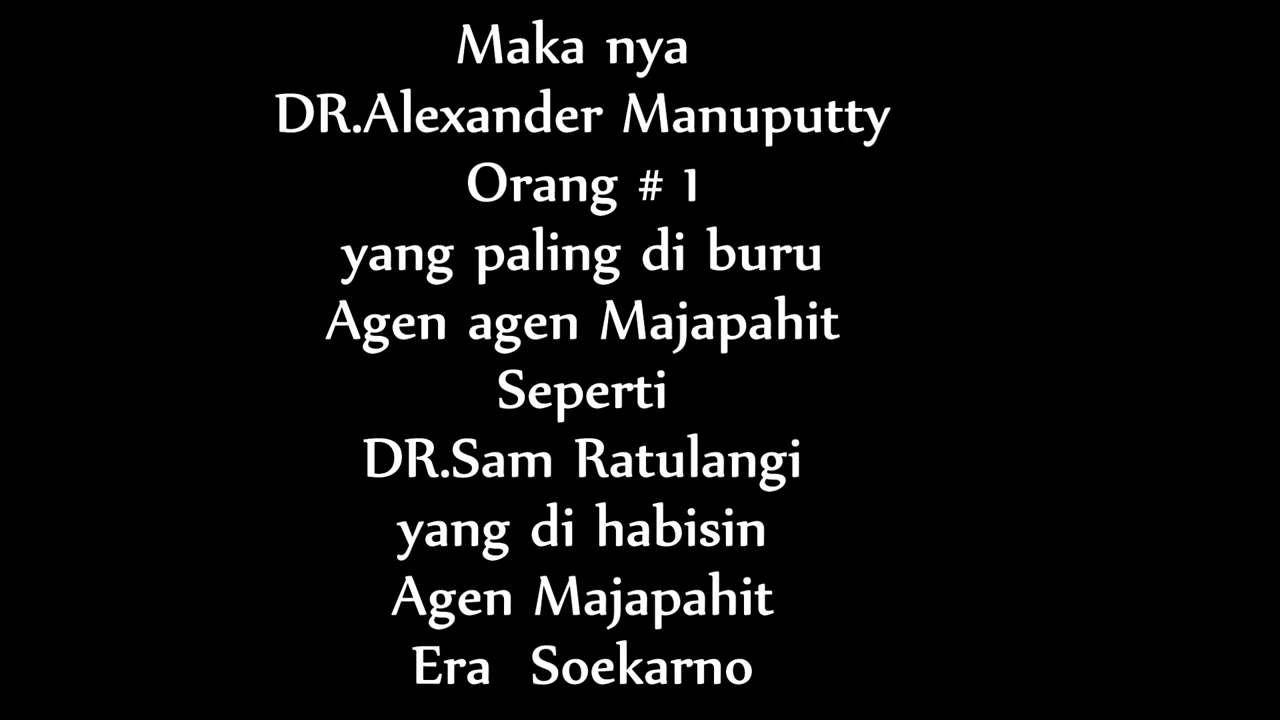 Maka nya
DR.Alexander Manuputty
Orang # 1
yang paling di buru
Agen agen Majapahit
Seperti
DR.Sam Ratulangi
yang di habisin
Agen Majapahit
Era Soekarno